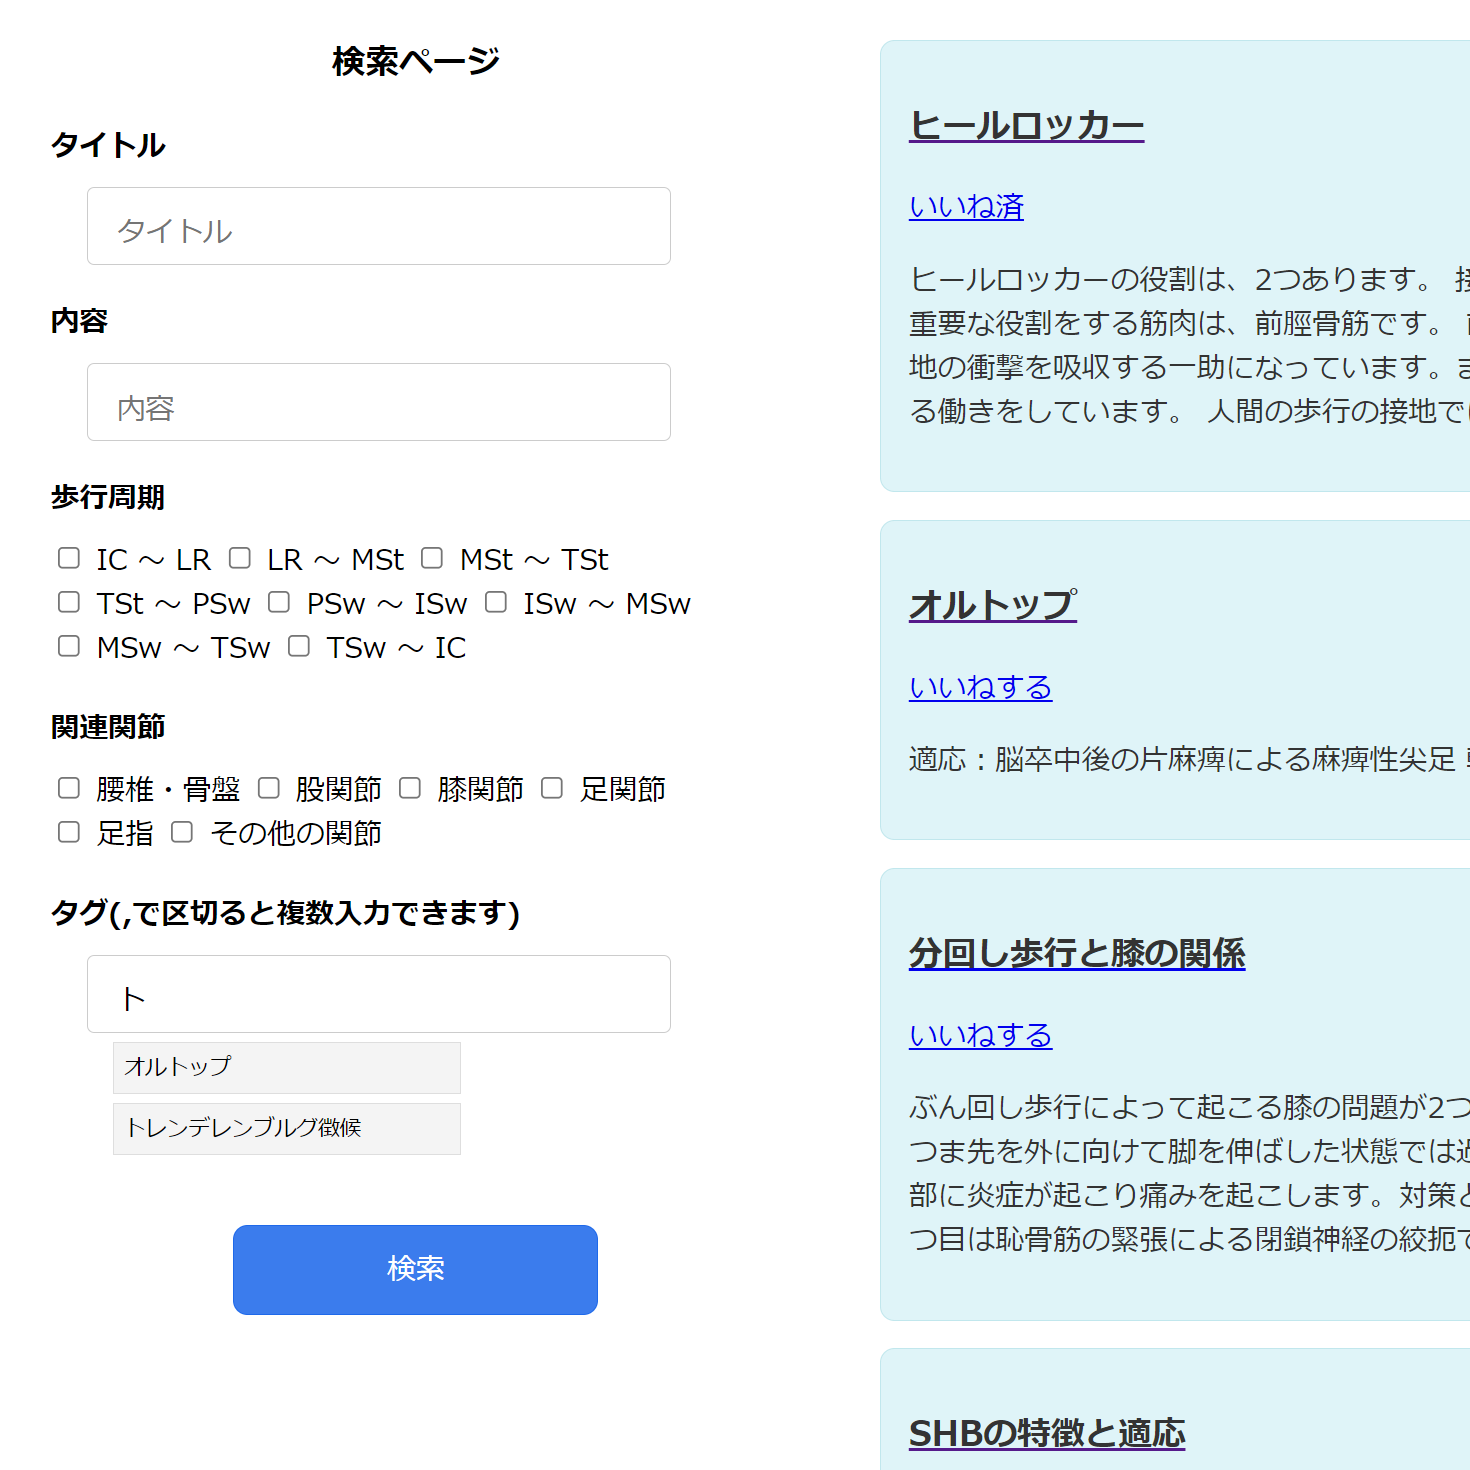 検索ページ
タイトル
タイトル
内容
内容
歩行周期
IC ～ LR LR ～ MSt MSt ～ TSt
TSt ～ PSw PSw ～ ISw ISw ～ MSw
MSw ～ TSw TSw ～ IC
関連関節
腰椎・骨盤 股関節 膝関節 足関節
足指 その他の関節
タグ(,で区切ると複数入力できます)
ト
オルトップ
トレンデレンブルグ徴候
検索
ヒールロッカー
いいね済
ヒールロッカーの役割は、2つあります。
重要な役割をする筋肉は、前脛骨筋です。
地の衝撃を吸収する一助になっています。
る働きをしています。 人間の歩行の接地で
オルトップ
いいねする
適応：脳卒中後の片麻痺による麻痺性尖足
分回し歩行と膝の関係
いいねする
ぶん回し歩行によって起こる膝の問題が2つ
つま先を外に向けて脚を伸ばした状態では
部に炎症が起こり痛みを起こします。対策
つ目は恥骨筋の緊張による閉鎖神経の絞扼
SHBの特徴と適応